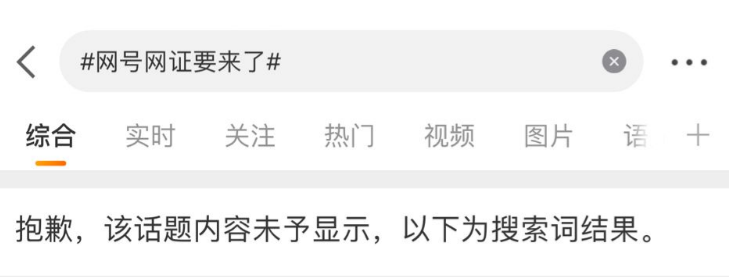 #网号网证要来了#
综合 实时 关注 热门 视频 图片 语
抱歉，该话题内容未予显示，以下为搜索词结果。